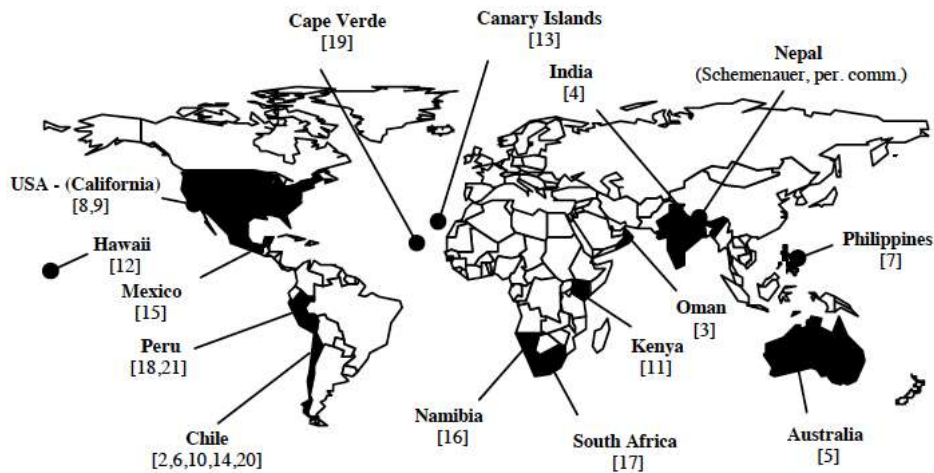 Cape Verde
[19]
Canary Islands
[13]
India
[4]
Nepal
(Schemenauer, per. comm.)
USA - (California)
[8,9]
Hawaii
[12]
Mexico
[15]
Peru
[18,21]
Chile
[2,6,10,14,20]
Namibia
[16]
South Africa
[17]
Kenya
[11]
Oman
[3]
Philippines
[7]
Australia
[5]